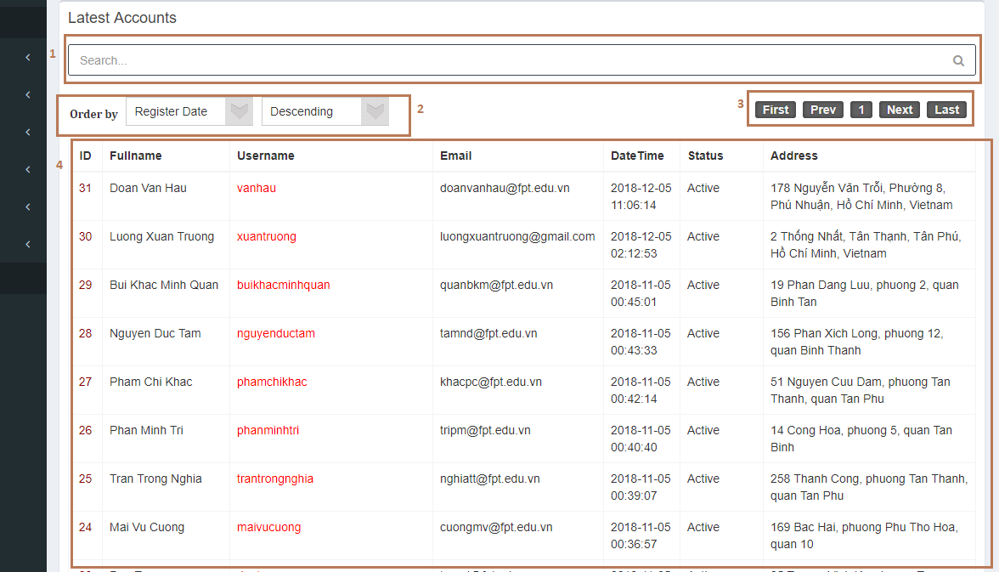 Latest Accounts
1
Search...
Order by Register Date Descending 2
3 First Prev 1 Next Last
4
ID Fullname Username Email DateTime Status Address
31 Doan Van Hau vanhau doanvanhau@fpt.edu.vn 2018-12-05 Active 178 Nguyễn Văn Trỗi, Phường 8,
11:06:14 Phú Nhuận, Hồ Chí Minh, Vietnam
30 Luong Xuan Truong xuantruong luongxuantruong@gmail.com 2018-12-05 Active 2 Thống Nhất, Tân Thạnh, Tân Phú,
02:12:53 Hồ Chí Minh, Vietnam
29 Bui Khac Minh Quan buikhacminhquan quanbkm@fpt.edu.vn 2018-11-05 Active 19 Phan Dang Luu, phuong 2, quan
00:45:01 Binh Tan
28 Nguyen Duc Tam nguyenductam tamnd@fpt.edu.vn 2018-11-05 Active 156 Phan Xich Long, phuong 12,
00:43:33 quan Binh Thanh
27 Pham Chi Khac phamchikhac khacpc@fpt.edu.vn 2018-11-05 Active 51 Nguyen Cuu Dam, phuong Tan
00:42:14 Thanh, quan Tan Phu
26 Phan Minh Tri phanminhtri tripm@fpt.edu.vn 2018-11-05 Active 14 Cong Hoa, phuong 5, quan Tan
00:40:40 Binh
25 Tran Trong Nghia trantrongnghia nghiatt@fpt.edu.vn 2018-11-05 Active 258 Thanh Cong, phuong Tan Thanh,
00:39:07 quan Tan Phu
24 Mai Vu Cuong maivucuong cuongmv@fpt.edu.vn 2018-11-05 Active 169 Bac Hai, phuong Phu Tho Hoa,
00:36:57 quan 10